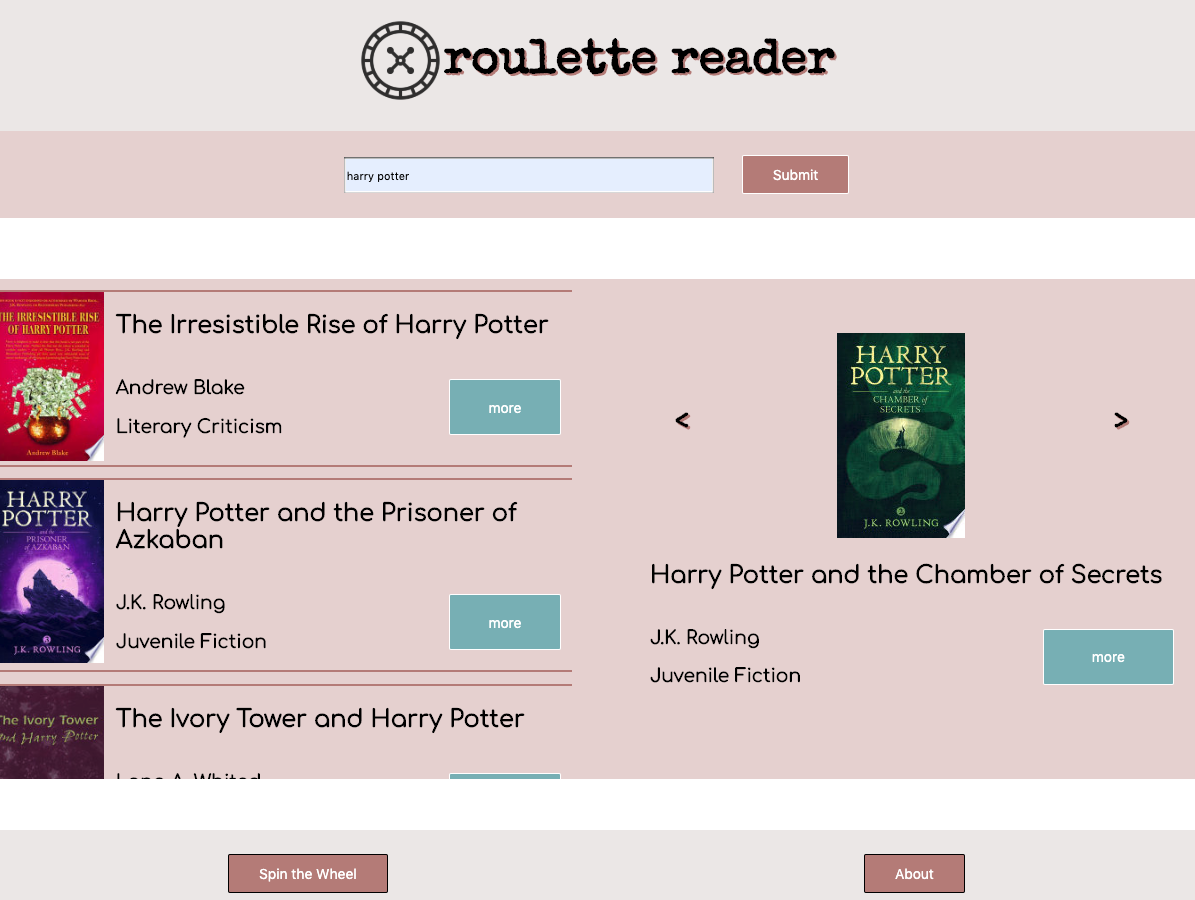 roulette reader
harry potter
Submit
THE IRRESISTIBLE RISE
OF HARRY POTTER
Andrew Blake
The Irresistible Rise of Harry Potter
Andrew Blake
Literary Criticism
more
HARRY
POTTER
and the
PRISONER
of AZKABAN
J.K. ROWLING
Harry Potter and the Prisoner of
Azkaban
J.K. Rowling
Juvenile Fiction
more
The Ivory Tower
and Harry Potter
The Ivory Tower and Harry Potter
Lana A. Whited
<
HARRY
POTTER
and the
CHAMBER of
SECRETS
J.K. ROWLING
>
Harry Potter and the Chamber of Secrets
J.K. Rowling
Juvenile Fiction
more
Spin the Wheel
About